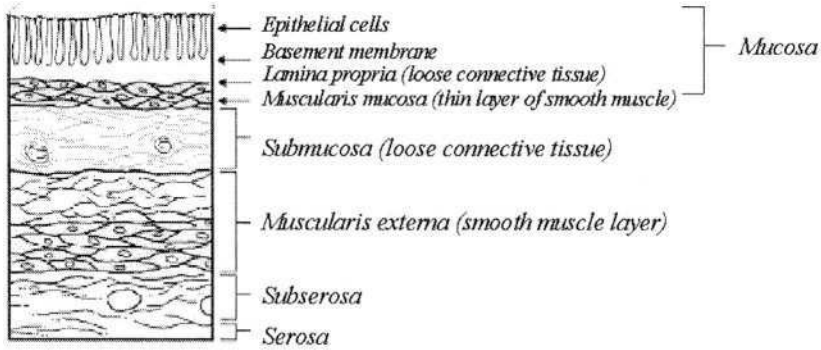 Epithelial cells
Basement membrane
Mucosa
Lamina propria (loose connective tissue)
Muscularis mucosa (thin layer of smooth muscle)
Submucosa (loose connective tissue)
Muscularis externa (smooth muscle layer)
Subserosa
Serosa